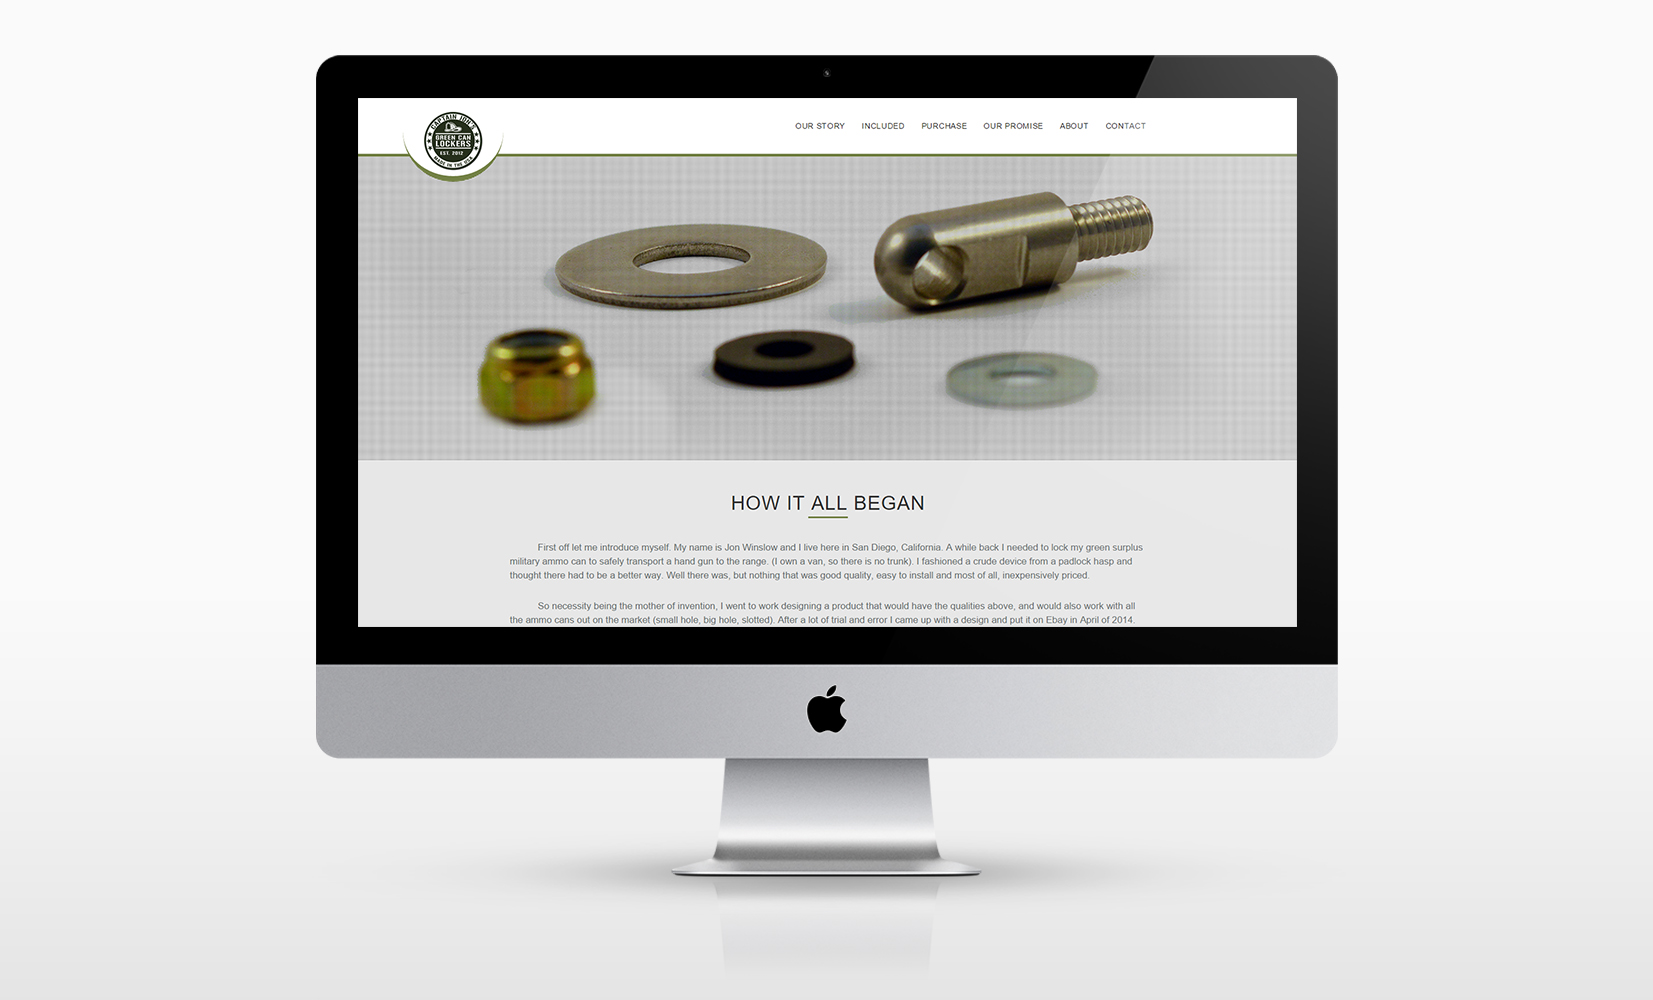 CAPTAIN JON'S
GREEN CAN
LOCKERS
EST. 2012
MADE IN THE USA
OUR STORY INCLUDED PURCHASE OUR PROMISE ABOUT CONTACT
HOW IT ALL BEGAN
First off let me introduce myself. My name is Jon Winslow and I live here in San Diego, California. A while back I needed to lock my green surplus
military ammo can to safely transport a hand gun to the range. (I own a van, so there is no trunk). I fashioned a crude device from a padlock hasp and
thought there had to be a better way. Well there was, but nothing that was good quality, easy to install and most of all, inexpensively priced.
So necessity being the mother of invention, I went to work designing a product that would have the qualities above, and would also work with all
the ammo cans out on the market (small hole, big hole, slotted). After a lot of trial and error I came up with a design and put it on Ebay in April of 2014.